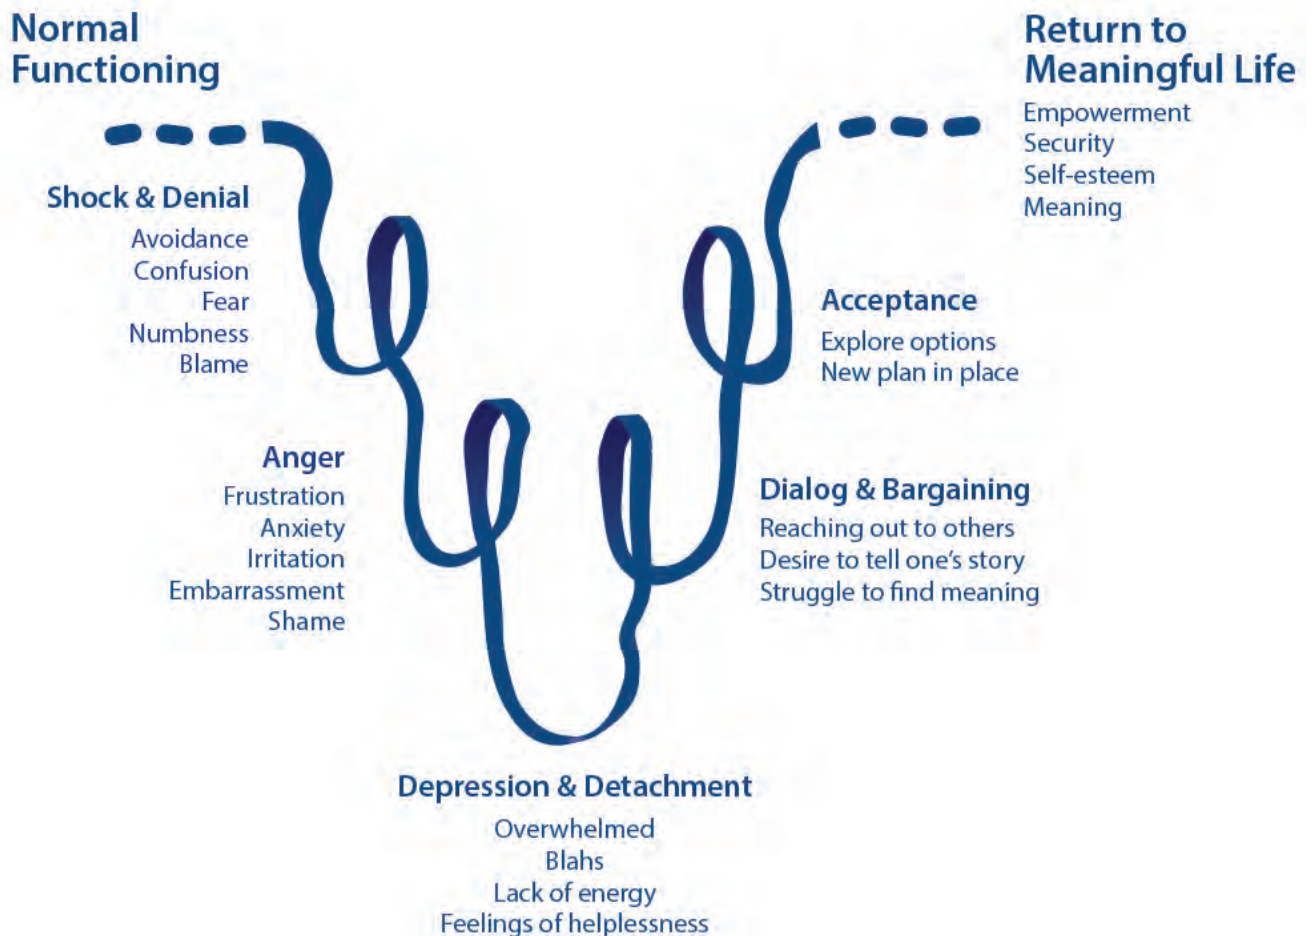 Normal
Functioning
Shock & Denial
Avoidance
Confusion
Fear
Numbness
Blame
Anger
Frustration
Anxiety
Irritation
Embarrassment
Shame
Depression & Detachment
Overwhelmed
Blahs
Lack of energy
Feelings of helplessness
Dialog & Bargaining
Reaching out to others
Desire to tell one's story
Struggle to find meaning
Acceptance
Explore options
New plan in place
Return to
Meaningful Life
Empowerment
Security
Self-esteem
Meaning